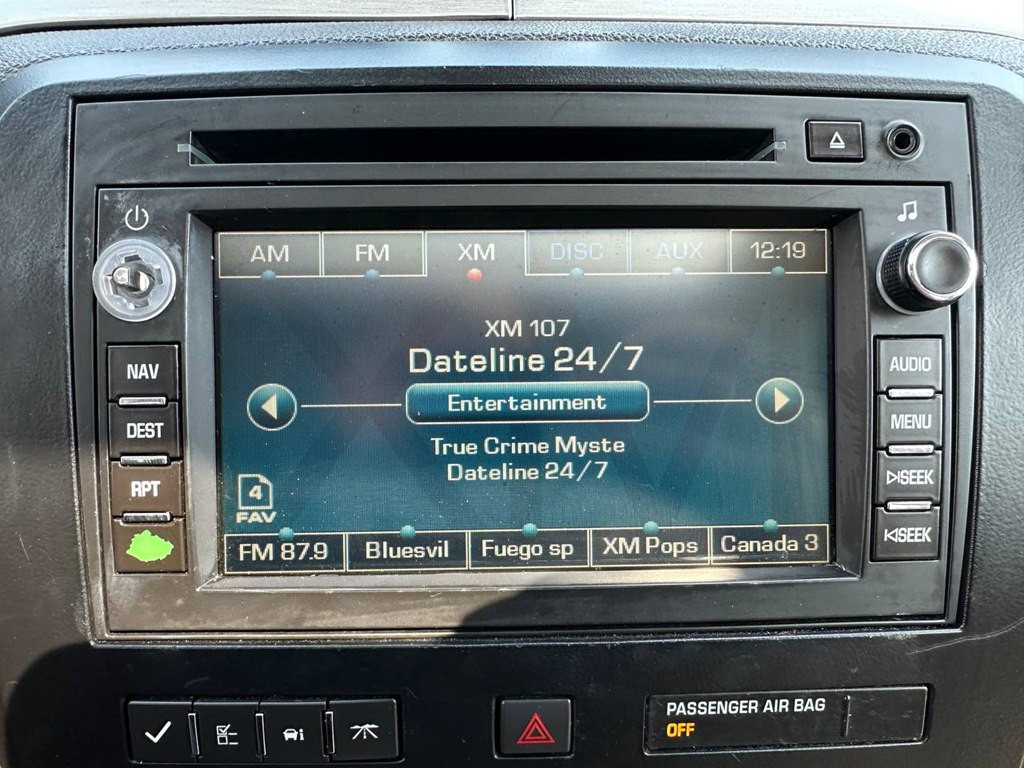 AM FM XM DISC AUX 12:19
XM 107
Dateline 24/7
Entertainment
True Crime Myste
Dateline 24/7
4
FAV
FM 87.9 Bluesvil Fuego sp XM Pops Canada 3
NAV
DEST
RPT
AUDIO
MENU
SEEK
SEEK
i
PASSENGER AIR BAG
OFF